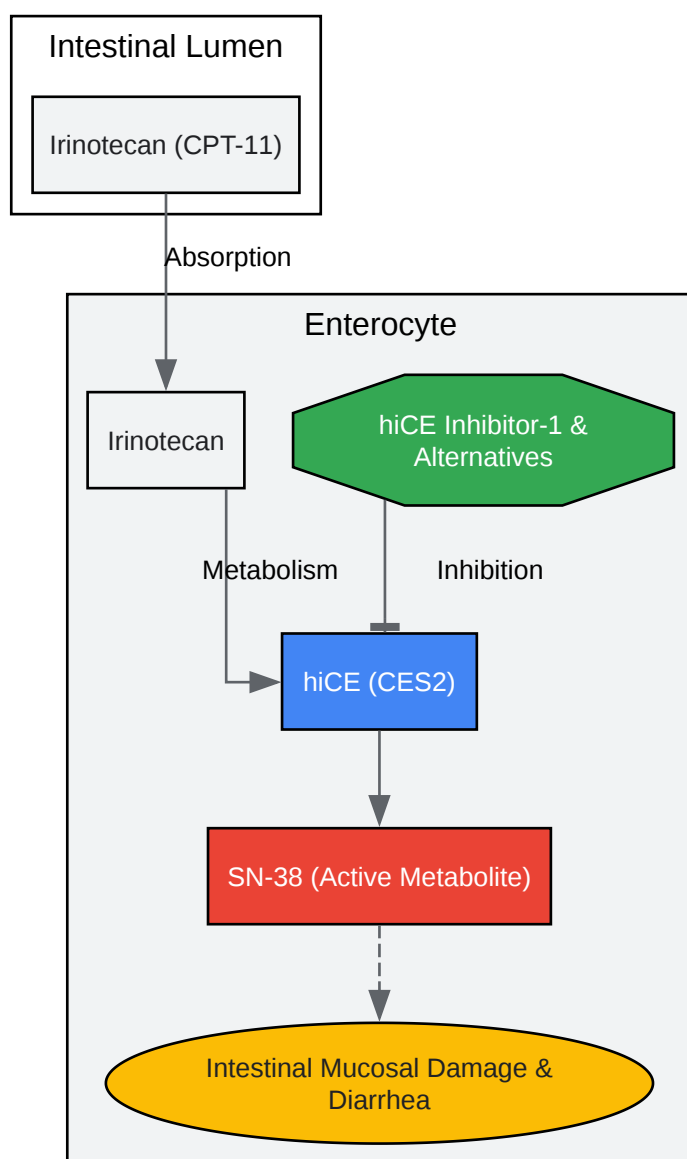 Intestinal Lumen
Irinotecan (CPT-11)
Absorption
Enterocyte
Irinotecan
hiCE Inhibitor-1 &
Alternatives
Metabolism
Inhibition
hiCE (CES2)
SN-38 (Active Metabolite)
Intestinal Mucosal Damage &
Diarrhea